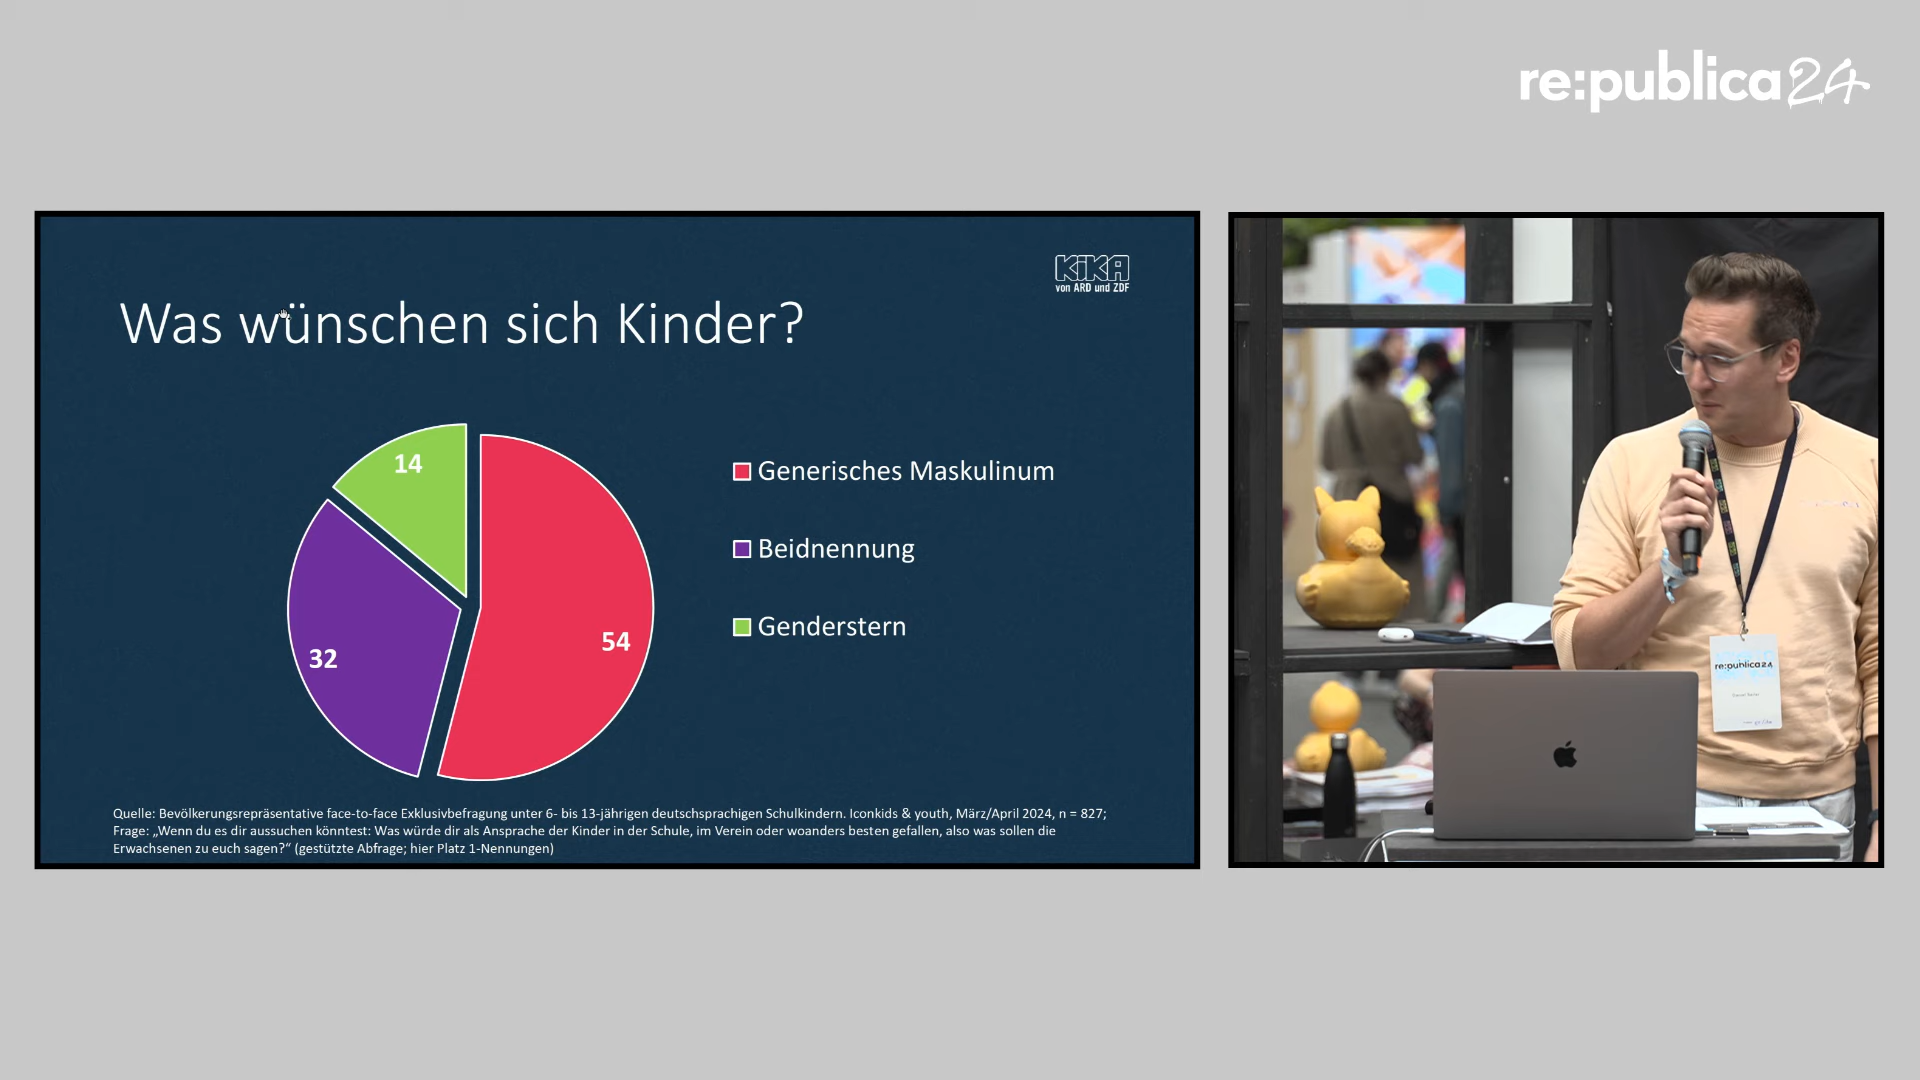 re:publica24
KiKA
von ARD und ZDF
Was wünschen sich Kinder?
14
32
54
Generisches Maskulinum
Beidnennung
Genderstern
Quelle: Bevölkerungsrepräsentative face-to-face Exklusivbefragung unter 6- bis 13-jährigen deutschsprachigen Schulkindern. Iconkids & youth, März/April 2024, n = 827;
Frage: „Wenn du es dir aussuchen könntest: Was würde dir als Ansprache der Kinder in der Schule, im Verein oder woanders besten gefallen, also was sollen die
Erwachsenen zu euch sagen?“ (gestützte Abfrage; hier Platz 1-Nennungen)
re:publica24